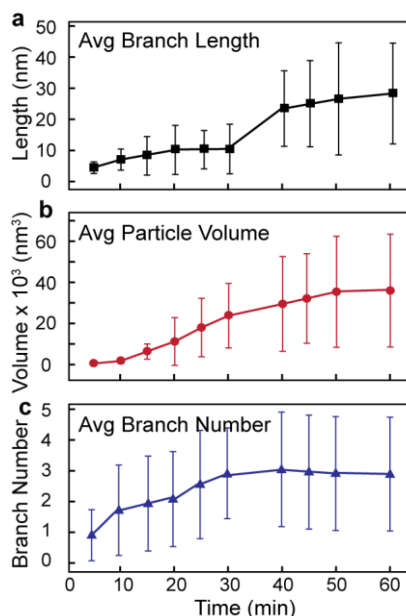 a
Avg Branch Length
Length (nm)
50
40
30
20
10
0
b
Avg Particle Volume
Volume x 10³ (nm³)
60
40
20
0
c
Avg Branch Number
Branch Number
5
4
3
2
1
0
0 10 20 30 40 50 60
Time (min)